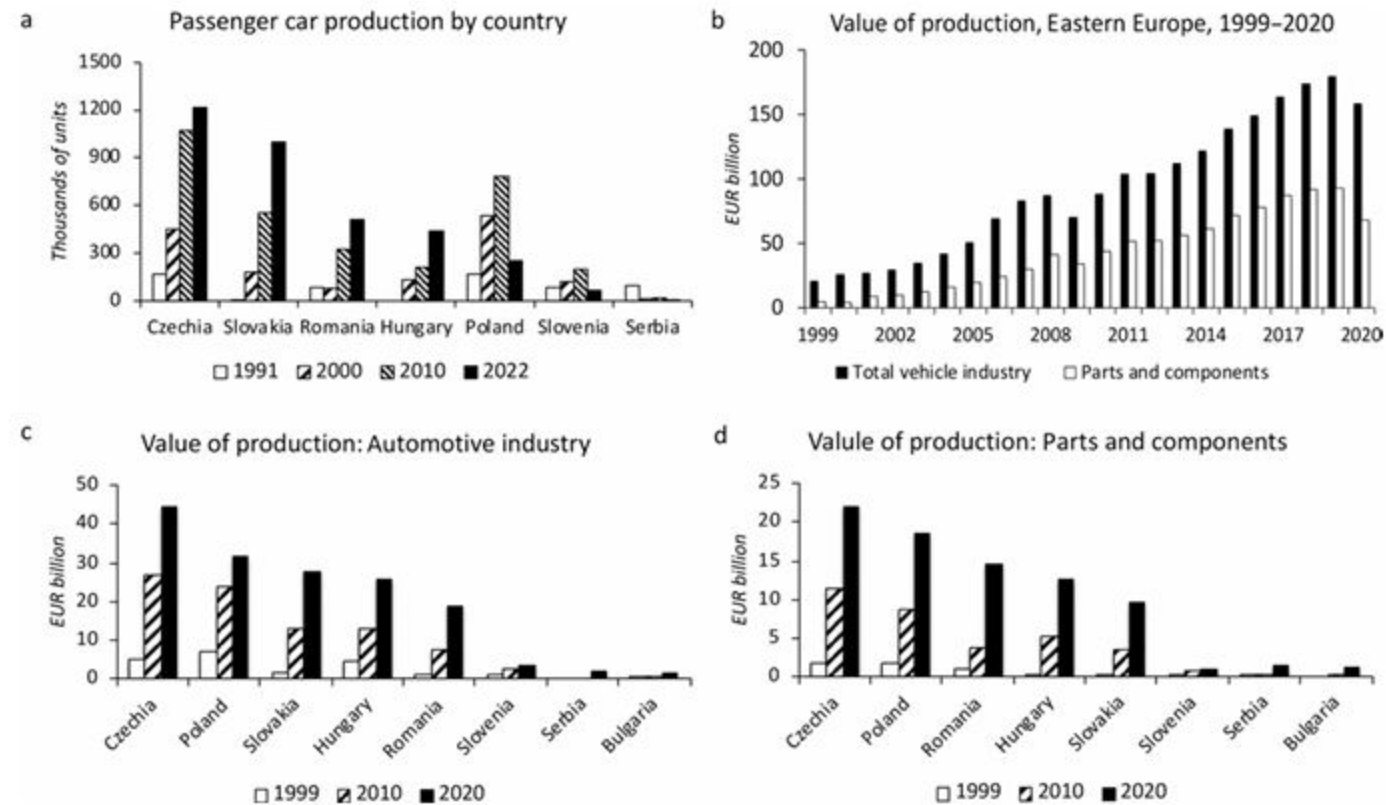 a
Passenger car production by country
1500
1200
900
600
300
0
Thousands of units
Czechia Slovakia Romania Hungary Poland Slovenia Serbia
1991 2000 2010 2022
b
Value of production, Eastern Europe, 1999–2020
200
150
100
50
0
EUR billion
1999 2002 2005 2008 2011 2014 2017 2020
Total vehicle industry Parts and components
c
Value of production: Automotive industry
50
40
30
20
10
0
EUR billion
Czechia Poland Slovakia Hungary Romania Slovenia Serbia Bulgaria
1999 2010 2020
d
Valule of production: Parts and components
25
20
15
10
5
0
EUR billion
Czechia Poland Romania Hungary Slovakia Slovenia Serbia Bulgaria
1999 2010 2020